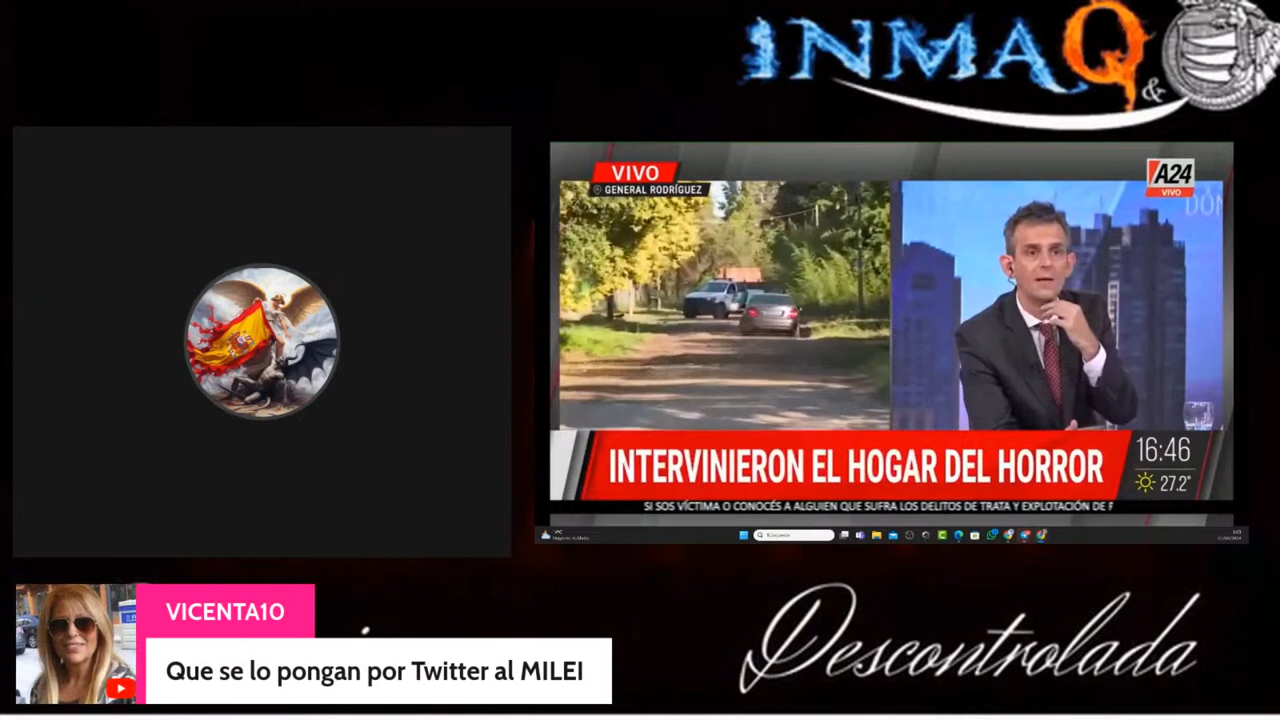 INMAQ
&
VIVO
GENERAL RODRÍGUEZ
A24
VIVO
INTERVINIERON EL HOGAR DEL HORROR
16:46
27.2°
SI SOS VÍCTIMA O CONOCÉS A ALGUIEN QUE SUFRA LOS DELITOS DE TRATA Y EXPLOTACIÓN DE
Búsqueda
VICENTA10
Que se lo pongan por Twitter al MILEI
Descontrolada